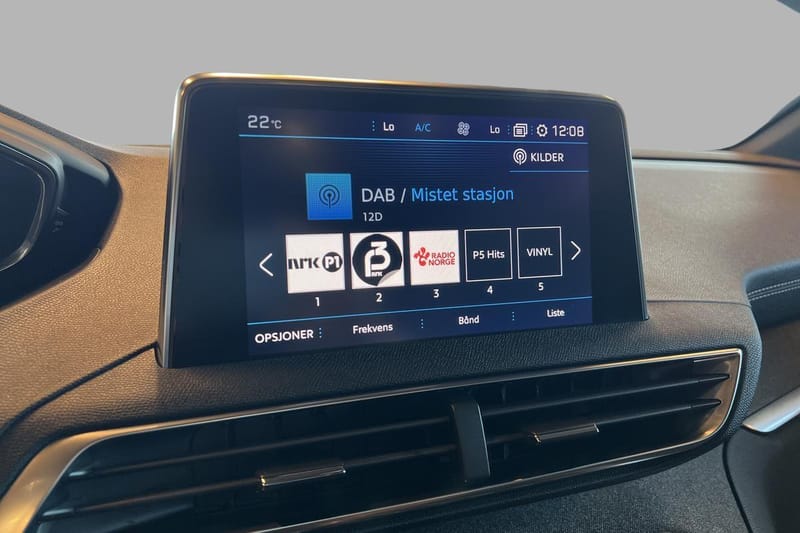 22°C Lo A/C Lo 12:08
KILDER
DAB / Mistet stasjon
12D
nrk P1
P3 nrk
RADIO NORGE
P5 Hits
VINYL
1 2 3 4 5
OPSJONER Frekvens Bånd Liste